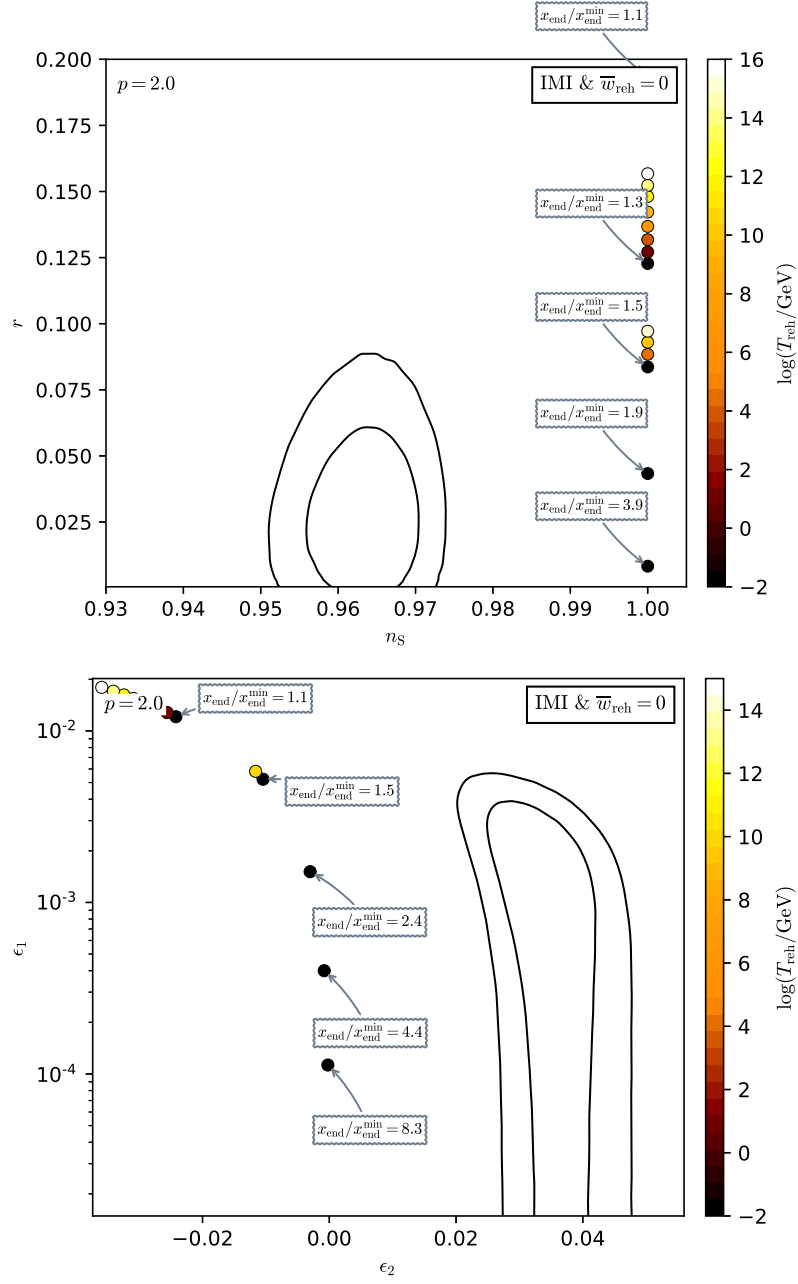 x_end/x_end^min = 1.1
p = 2.0
IMI & w̅_reh = 0
0.200
0.175
0.150
0.125
0.100
0.075
0.050
0.025
r
x_end/x_end^min = 1.3
x_end/x_end^min = 1.5
x_end/x_end^min = 1.9
x_end/x_end^min = 3.9
0.93 0.94 0.95 0.96 0.97 0.98 0.99 1.00
n_S
16
14
12
10
8
6
4
2
0
−2
log(T_reh/GeV)
p = 2.0
x_end/x_end^min = 1.1
IMI & w̅_reh = 0
x_end/x_end^min = 1.5
x_end/x_end^min = 2.4
x_end/x_end^min = 4.4
x_end/x_end^min = 8.3
10^−2
10^−3
10^−4
ϵ_1
−0.02 0.00 0.02 0.04
ϵ_2
14
12
10
8
6
4
2
0
−2
log(T_reh/GeV)